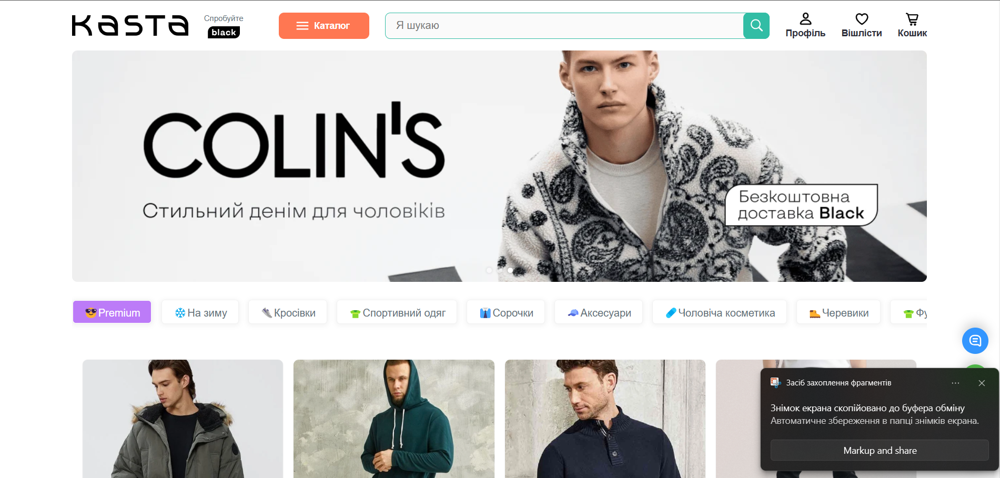 Kasta
Спробуйте
black
Каталог
Я шукаю
Профіль
Вішлісти
Кошик
COLIN'S
Стильний денім для чоловіків
Безкоштовна
доставка Black
Premium
На зиму
Кросівки
Спортивний одяг
Сорочки
Аксесуари
Чоловіча косметика
Черевики
Фу
Засіб захоплення фрагментів
Знімок екрана скопійовано до буфера обміну
Автоматичне збереження в папці знімків екрана.
Markup and share